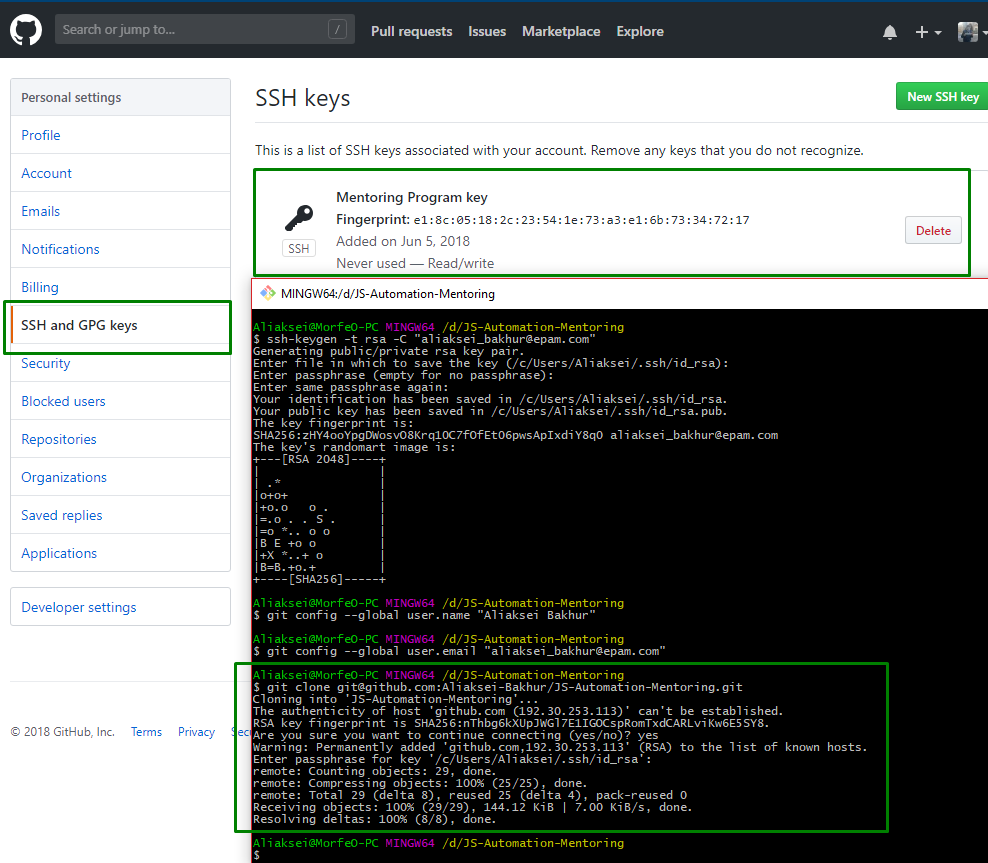 Search or jump to... /
Pull requests Issues Marketplace Explore
Personal settings
Profile
Account
Emails
Notifications
Billing
SSH and GPG keys
Security
Blocked users
Repositories
Organizations
Saved replies
Applications
Developer settings
SSH keys
New SSH key
This is a list of SSH keys associated with your account. Remove any keys that you do not recognize.
SSH
Mentoring Program key
Fingerprint: e1:8c:05:18:2c:23:54:1e:73:a3:e1:6b:73:34:72:17
Added on Jun 5, 2018
Never used — Read/write
Delete
MINGW64:/d/JS-Automation-Mentoring
Aliaksei@MorfeO-PC MINGW64 /d/JS-Automation-Mentoring
$ ssh-keygen -t rsa -C "aliaksei_bakhur@epam.com"
Generating public/private rsa key pair.
Enter file in which to save the key (/c/Users/Aliaksei/.ssh/id_rsa):
Enter passphrase (empty for no passphrase):
Enter same passphrase again:
Your identification has been saved in /c/Users/Aliaksei/.ssh/id_rsa.
Your public key has been saved in /c/Users/Aliaksei/.ssh/id_rsa.pub.
The key fingerprint is:
SHA256:zHY4ooYpgDWosvO8Krq1OC7fOfEtO6pwsApIxdiY8qO aliaksei_bakhur@epam.com
The key's randomart image is:
+---[RSA 2048]----+
|                 |
| .*              |
|o+o+             |
|+o.o   o .       |
|=.o . . S .      |
|=o *.. o o       |
|B E +o o         |
|+X *..+ o        |
|B=B.+o.+         |
+----[SHA256]-----+
Aliaksei@MorfeO-PC MINGW64 /d/JS-Automation-Mentoring
$ git config --global user.name "Aliaksei Bakhur"
Aliaksei@MorfeO-PC MINGW64 /d/JS-Automation-Mentoring
$ git config --global user.email "aliaksei_bakhur@epam.com"
Aliaksei@MorfeO-PC MINGW64 /d/JS-Automation-Mentoring
$ git clone git@github.com:Aliaksei-Bakhur/JS-Automation-Mentoring.git
Cloning into 'JS-Automation-Mentoring'...
The authenticity of host 'github.com (192.30.253.113)' can't be established.
RSA key fingerprint is SHA256:nThbg6kXUpJWGl7E1IGOCspRomTxdCARLviKw6E5SY8.
Are you sure you want to continue connecting (yes/no)? yes
Warning: Permanently added 'github.com,192.30.253.113' (RSA) to the list of known hosts.
Enter passphrase for key '/c/Users/Aliaksei/.ssh/id_rsa':
remote: Counting objects: 29, done.
remote: Compressing objects: 100% (25/25), done.
remote: Total 29 (delta 8), reused 25 (delta 4), pack-reused 0
Receiving objects: 100% (29/29), 144.12 KiB | 7.00 KiB/s, done.
Resolving deltas: 100% (8/8), done.
Aliaksei@MorfeO-PC MINGW64 /d/JS-Automation-Mentoring
$
© 2018 GitHub, Inc. Terms Privacy Secu